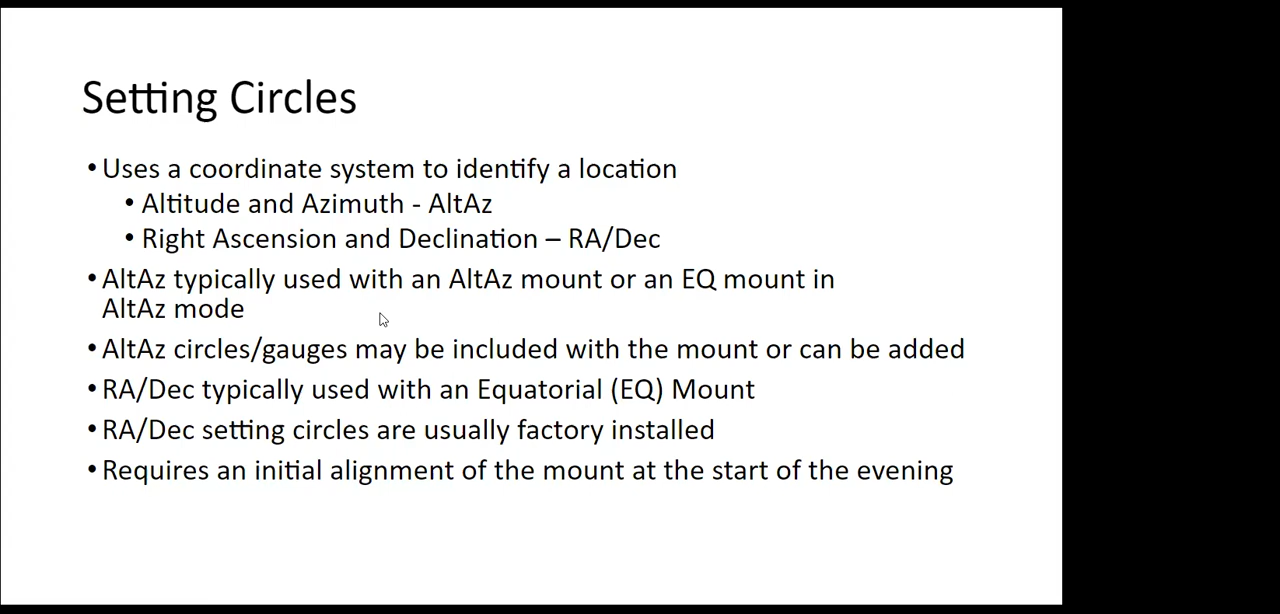 Setting Circles
• Uses a coordinate system to identify a location
• Altitude and Azimuth - AltAz
• Right Ascension and Declination – RA/Dec
• AltAz typically used with an AltAz mount or an EQ mount in
AltAz mode
• AltAz circles/gauges may be included with the mount or can be added
• RA/Dec typically used with an Equatorial (EQ) Mount
• RA/Dec setting circles are usually factory installed
• Requires an initial alignment of the mount at the start of the evening